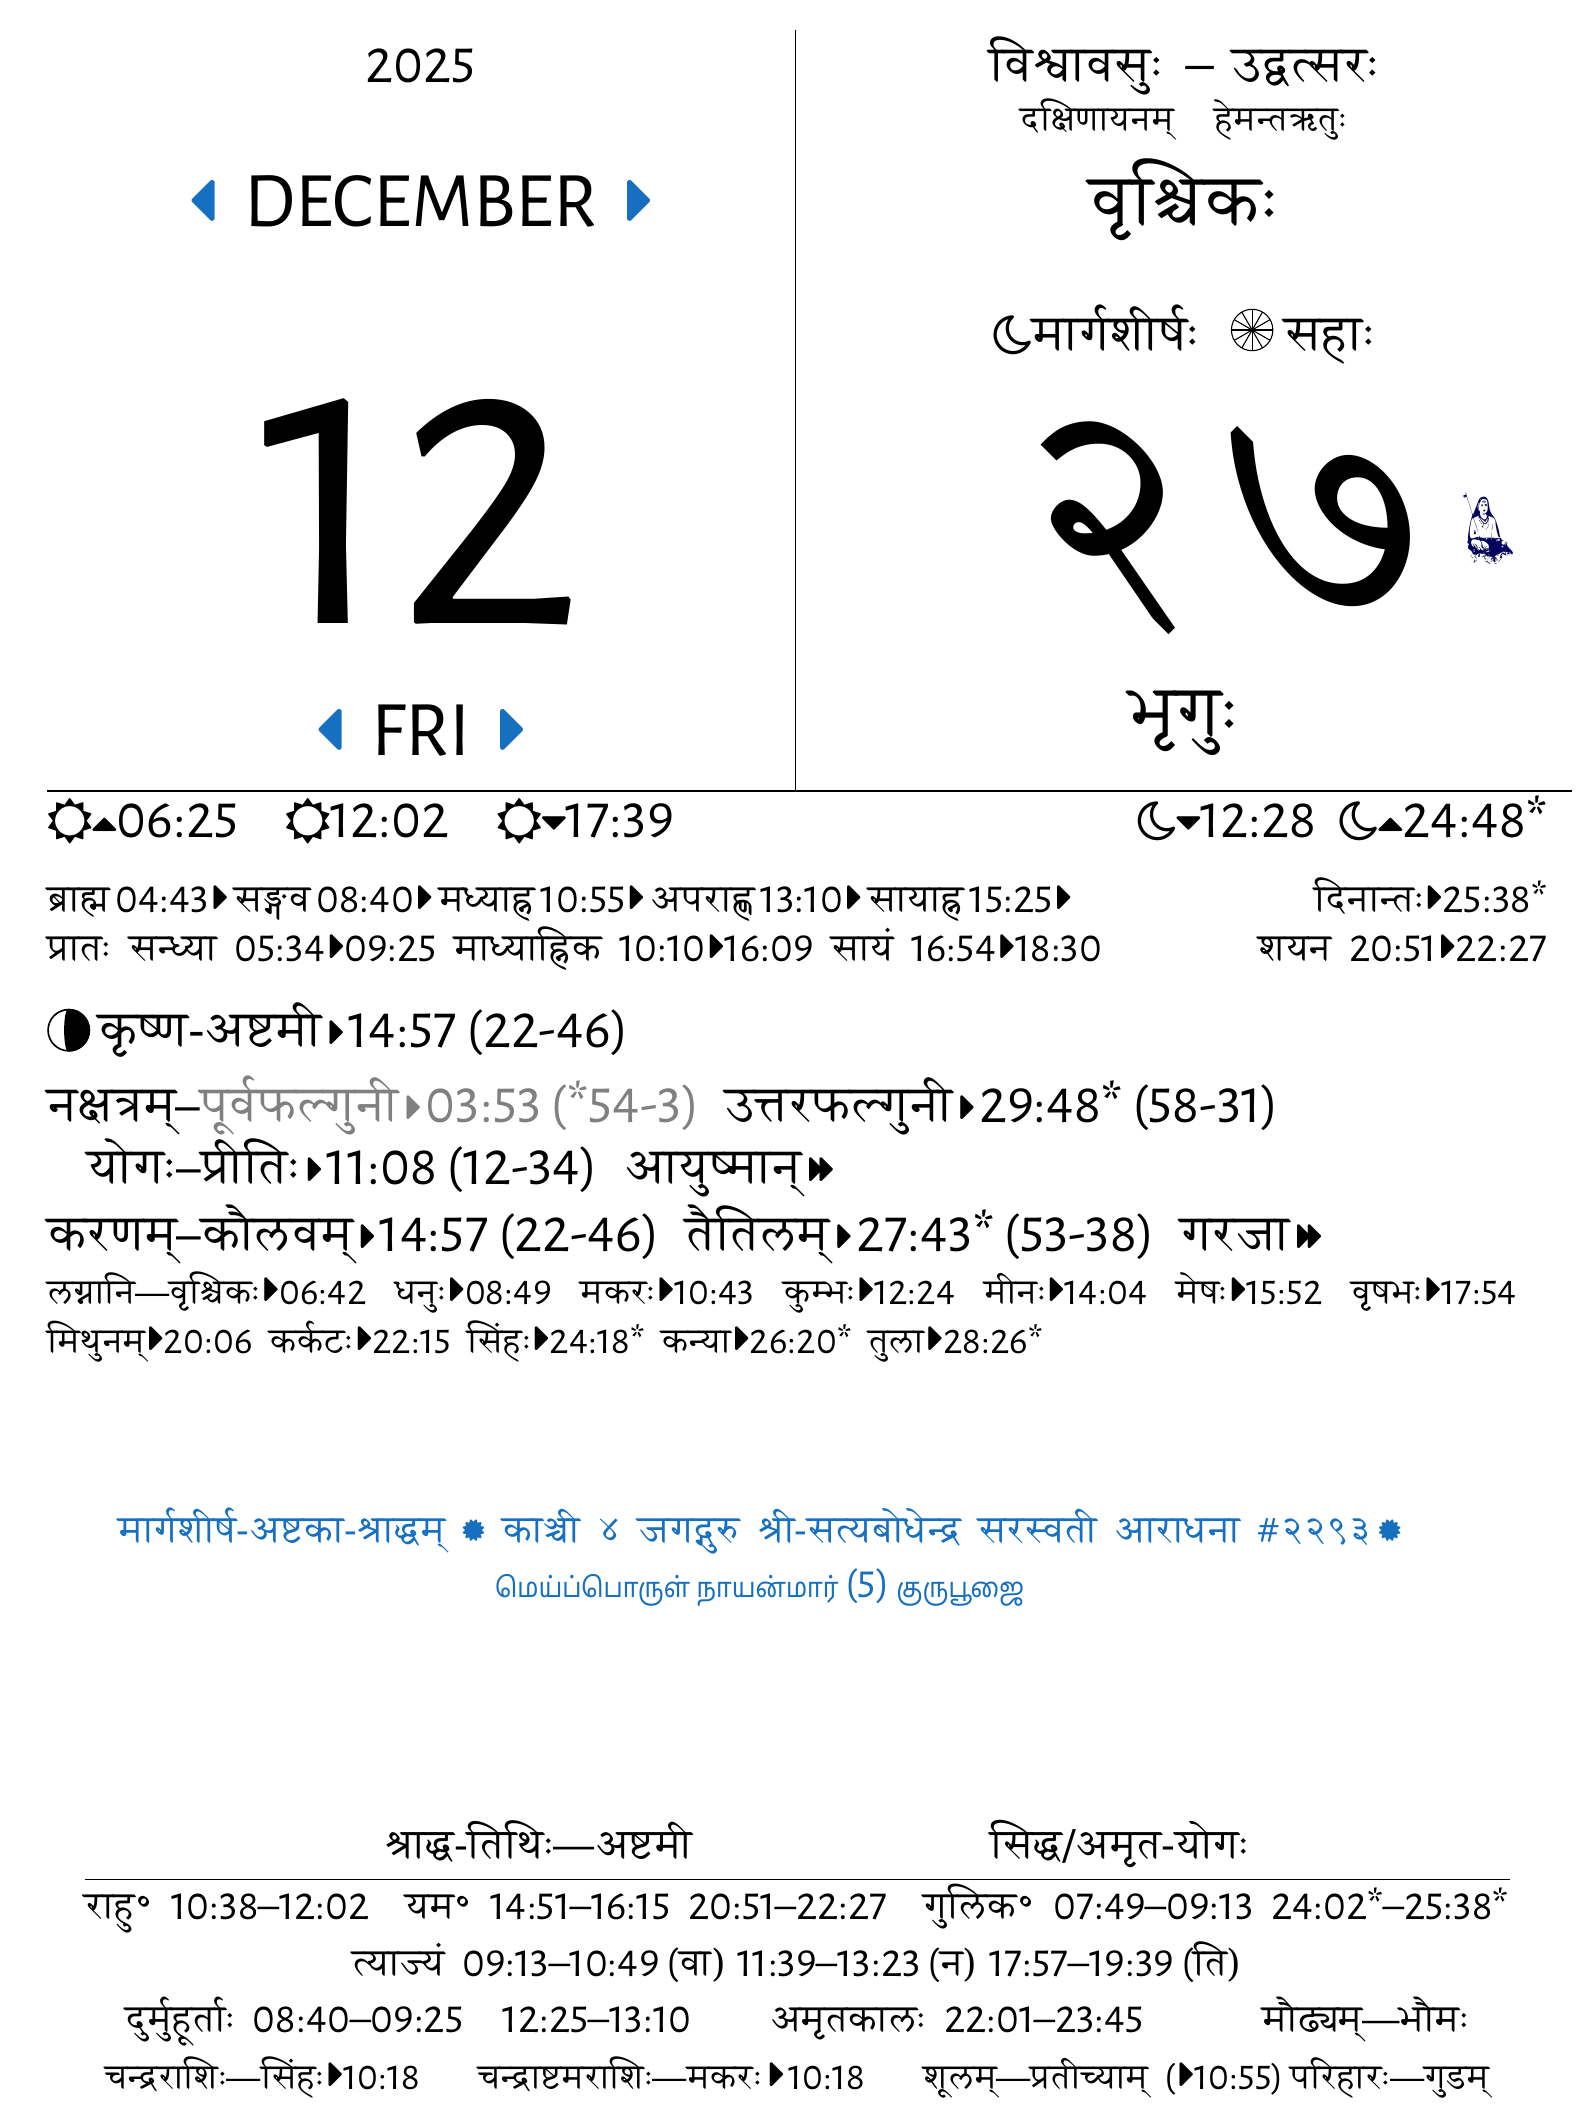 2025
DECEMBER
12
FRI
विश्वावसुः – उद्वत्सरः
दक्षिणायनम् हेमन्तऋतुः
वृश्चिकः
मार्गशीर्षः सहाः
२७
भृगुः
06:25 12:02 17:39 12:28 24:48*
ब्राह्म 04:43 सङ्गव 08:40 मध्याह्न 10:55 अपराह्ण 13:10 सायाह्न 15:25 दिनान्तः 25:38*
प्रातः सन्ध्या 05:34 09:25 माध्याह्निक 10:10 16:09 सायं 16:54 18:30 शयन 20:51 22:27
कृष्ण-अष्टमी 14:57 (22-46)
नक्षत्रम्–पूर्वफल्गुनी 03:53 (*54-3) उत्तरफल्गुनी 29:48* (58-31)
योगः–प्रीतिः 11:08 (12-34) आयुष्मान्
करणम्–कौलवम् 14:57 (22-46) तैतिलम् 27:43* (53-38) गरजा
लग्नानि—वृश्चिकः 06:42 धनुः 08:49 मकरः 10:43 कुम्भः 12:24 मीनः 14:04 मेषः 15:52 वृषभः 17:54
मिथुनम् 20:06 कर्कटः 22:15 सिंहः 24:18* कन्या 26:20* तुला 28:26*
मार्गशीर्ष-अष्टका-श्राद्धम् ✹ काञ्ची ४ जगद्गुरु श्री-सत्यबोधेन्द्र सरस्वती आराधना #२२९३ ✹
மெய்ப்பொருள் நாயன்மார் (5) குருபூஜை
श्राद्ध-तिथिः—अष्टमी सिद्ध/अमृत-योगः
राहु॰ 10:38–12:02 यम॰ 14:51–16:15 20:51–22:27 गुलिक॰ 07:49–09:13 24:02*–25:38*
त्याज्यं 09:13–10:49 (वा) 11:39–13:23 (न) 17:57–19:39 (ति)
दुर्मुहूर्ताः 08:40–09:25 12:25–13:10 अमृतकालः 22:01–23:45 मौढ्यम्—भौमः
चन्द्रराशिः—सिंहः 10:18 चन्द्राष्टमराशिः—मकरः 10:18 शूलम्—प्रतीच्याम् (10:55) परिहारः—गुडम्